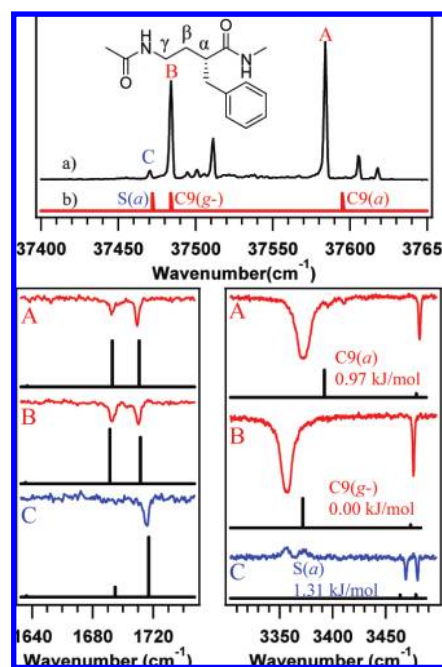 H
N
β
O
γ
α
N
H
O
B
A
C
a)
b)
S(a)
C9(g-)
C9(a)
37400 37450 37500 37550 37600 3765
Wavenumber(cm⁻¹)
A
B
C
1640 1680 1720
Wavenumber (cm⁻¹)
A
C9(a)
0.97 kJ/mol
B
C9(g-)
0.00 kJ/mol
C
S(a)
1.31 kJ/mol
3350 3400 3450
Wavenumber (cm⁻¹)